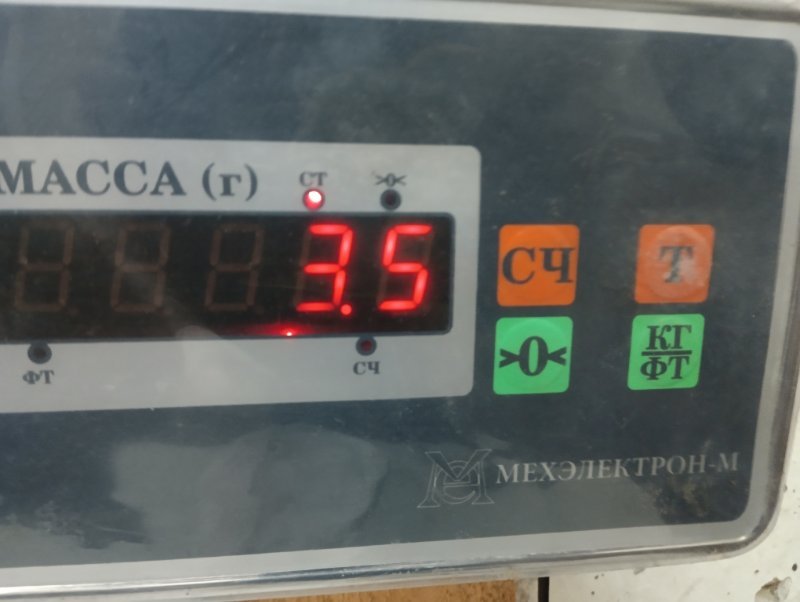 МАССА (г)
СТ >0<
3.5
ФТ СЧ
СЧ Т
>0< КГ
ФТ
МЕХЭЛЕКТРОН-М